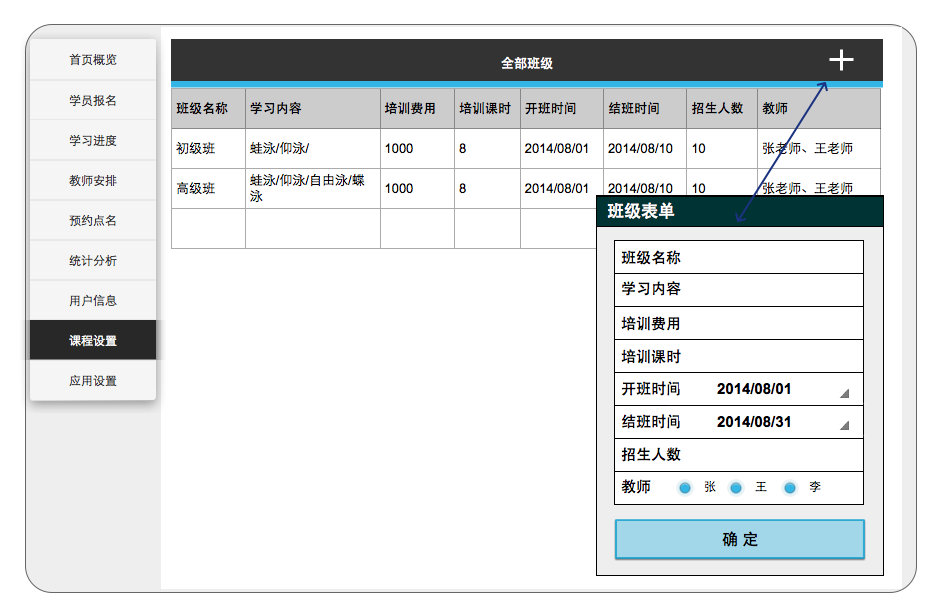 首页概览
学员报名
学习进度
教师安排
预约点名
统计分析
用户信息
课程设置
应用设置
全部班级
班级名称 学习内容 培训费用 培训课时 开班时间 结班时间 招生人数 教师
初级班 蛙泳/仰泳/ 1000 8 2014/08/01 2014/08/10 10 张老师、王老师
高级班 蛙泳/仰泳/自由泳/蝶泳 1000 8 2014/08/01 2014/08/10 10 张老师、王老师
班级表单
班级名称
学习内容
培训费用
培训课时
开班时间 2014/08/01
结班时间 2014/08/31
招生人数
教师 张 王 李
确 定